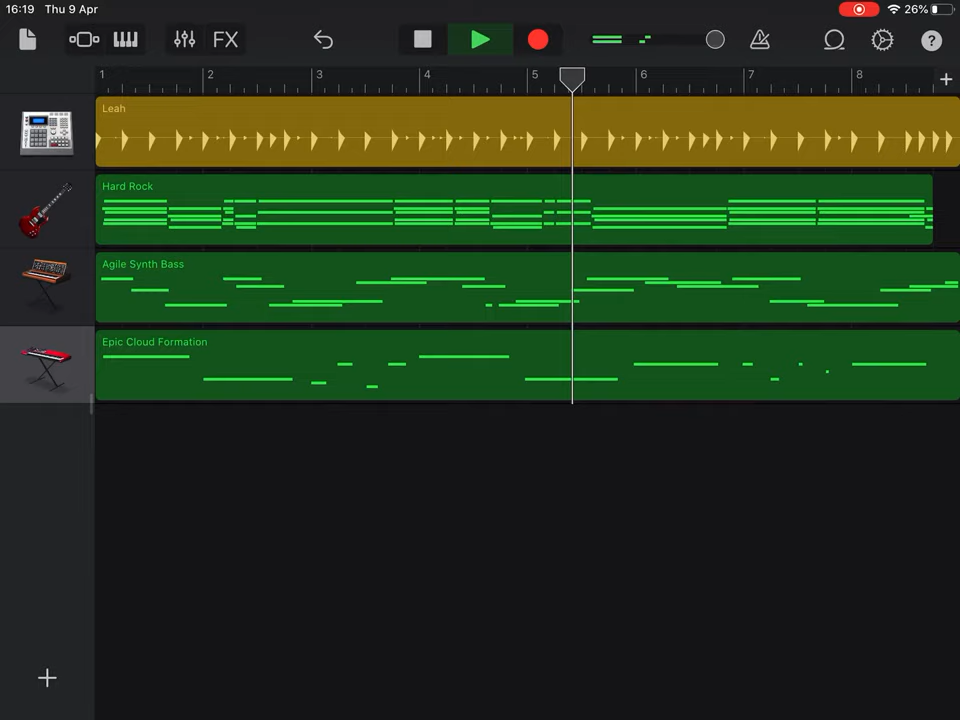 16:19 Thu 9 Apr 26%
FX ?
1 2 3 4 5 6 7 8 +
Leah
Hard Rock
Agile Synth Bass
Epic Cloud Formation
+